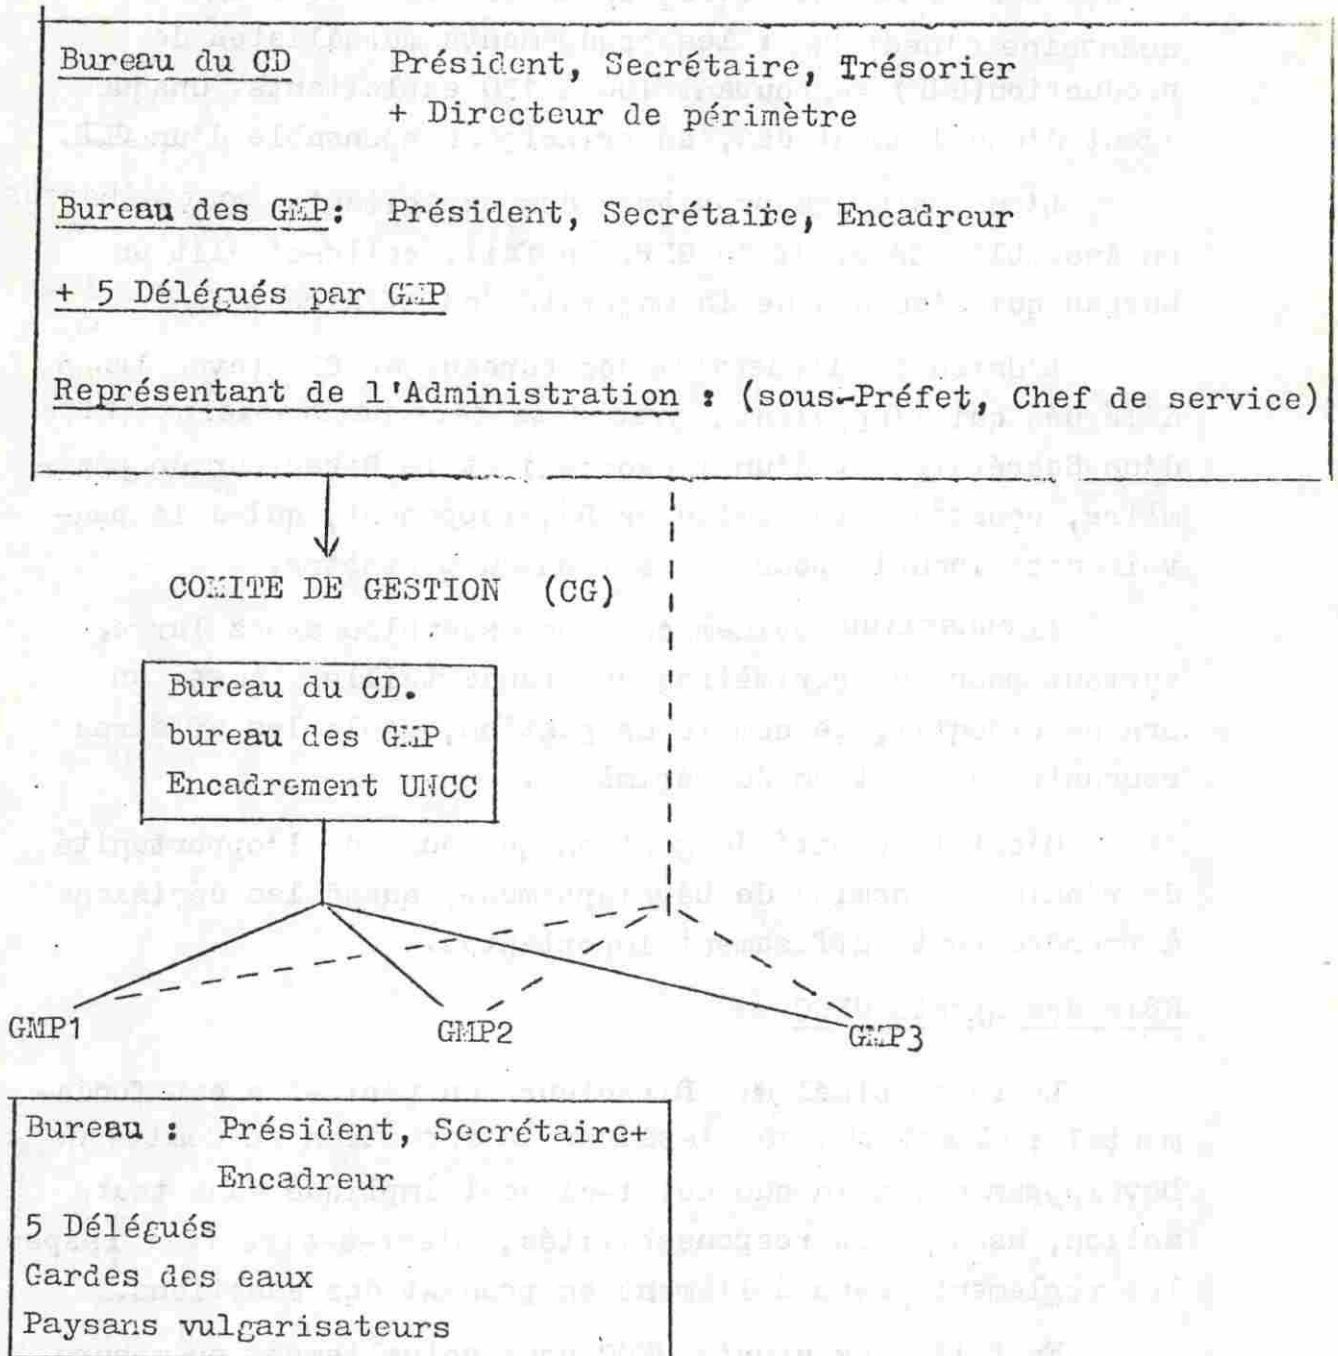 Bureau du CD Président, Secrétaire, Trésorier
+ Directeur de périmètre
Bureau des GMP: Président, Secrétaire, Encadreur
+ 5 Délégués par GMP
Représentant de l'Administration : (sous-Préfet, Chef de service)
COMITE DE GESTION (CG)
Bureau du CD.
bureau des GMP
Encadrement UNCC
GMP1 GMP2 GMP3
Bureau : Président, Secrétaire+
Encadreur
5 Délégués
Gardes des eaux
Paysans vulgarisateurs